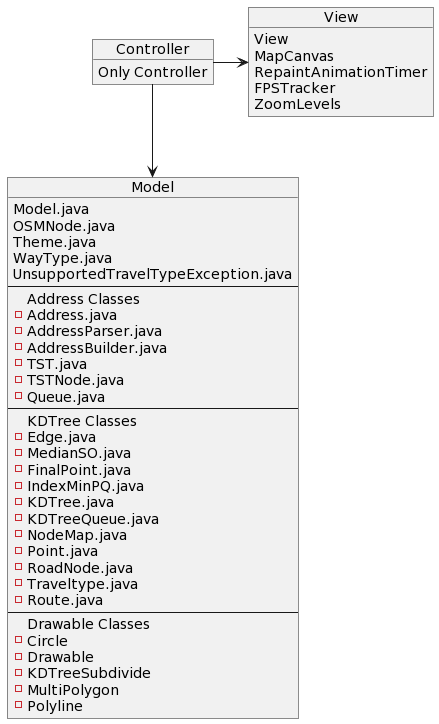 View
View
MapCanvas
RepaintAnimationTimer
FPSTracker
ZoomLevels
Controller
Only Controller
Model
Model.java
OSMNode.java
Theme.java
WayType.java
UnsupportedTravelTypeException.java
Address Classes
Address.java
AddressParser.java
AddressBuilder.java
TST.java
TSTNode.java
Queue.java
KDTree Classes
Edge.java
MedianSO.java
FinalPoint.java
IndexMinPQ.java
KDTree.java
KDTreeQueue.java
NodeMap.java
Point.java
RoadNode.java
Traveltype.java
Route.java
Drawable Classes
Circle
Drawable
KDTreeSubdivide
MultiPolygon
Polyline